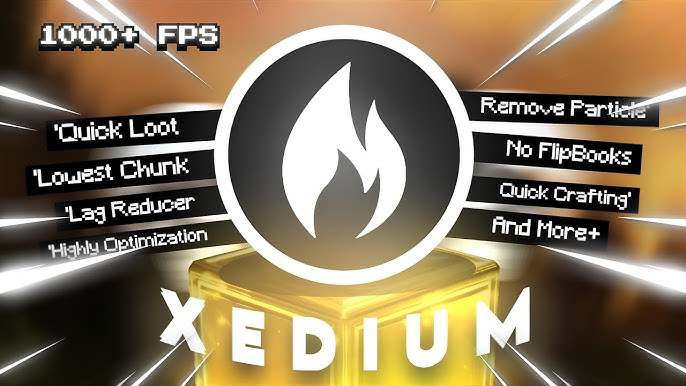 1000+ FPS
'Quick Loot
'Lowest Chunk
'Lag Reducer
'Highly Optimization
Remove Particle'
No FlipBooks
Quick Crafting'
And More+
XEDIUM